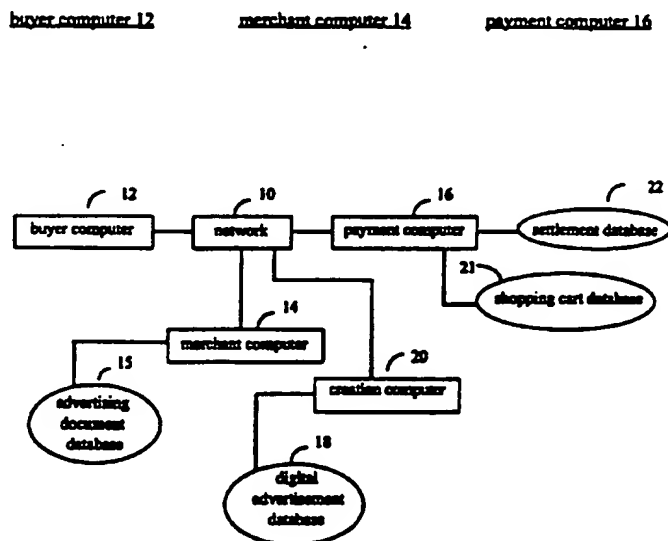 buyer computer 12 merchant computer 14 payment computer 16
12 10 16 22
buyer computer network payment computer settlement database
21
shopping cart database
14
merchant computer
15
advertising
document
database
20
creation computer
18
digital
advertisement
database